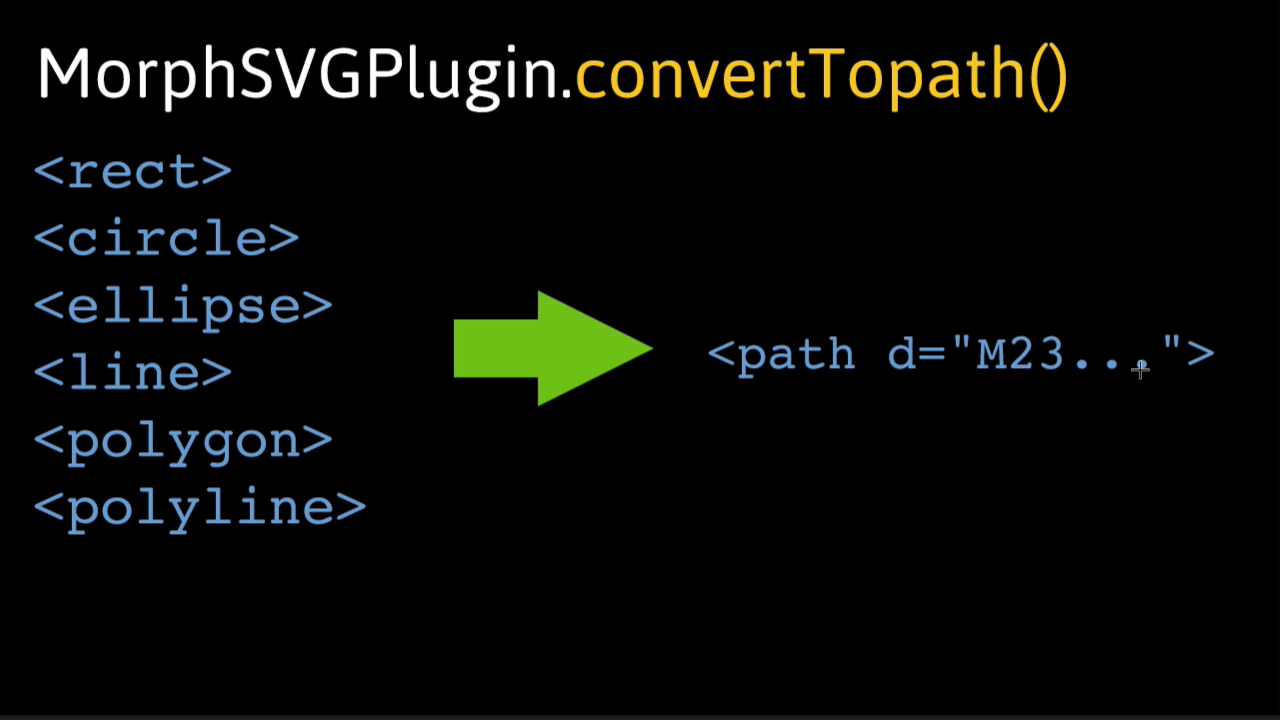 MorphSVGPlugin.convertTopath()
<rect>
<circle>
<ellipse>
<line>
<polygon>
<polyline>
<path d="M23...">